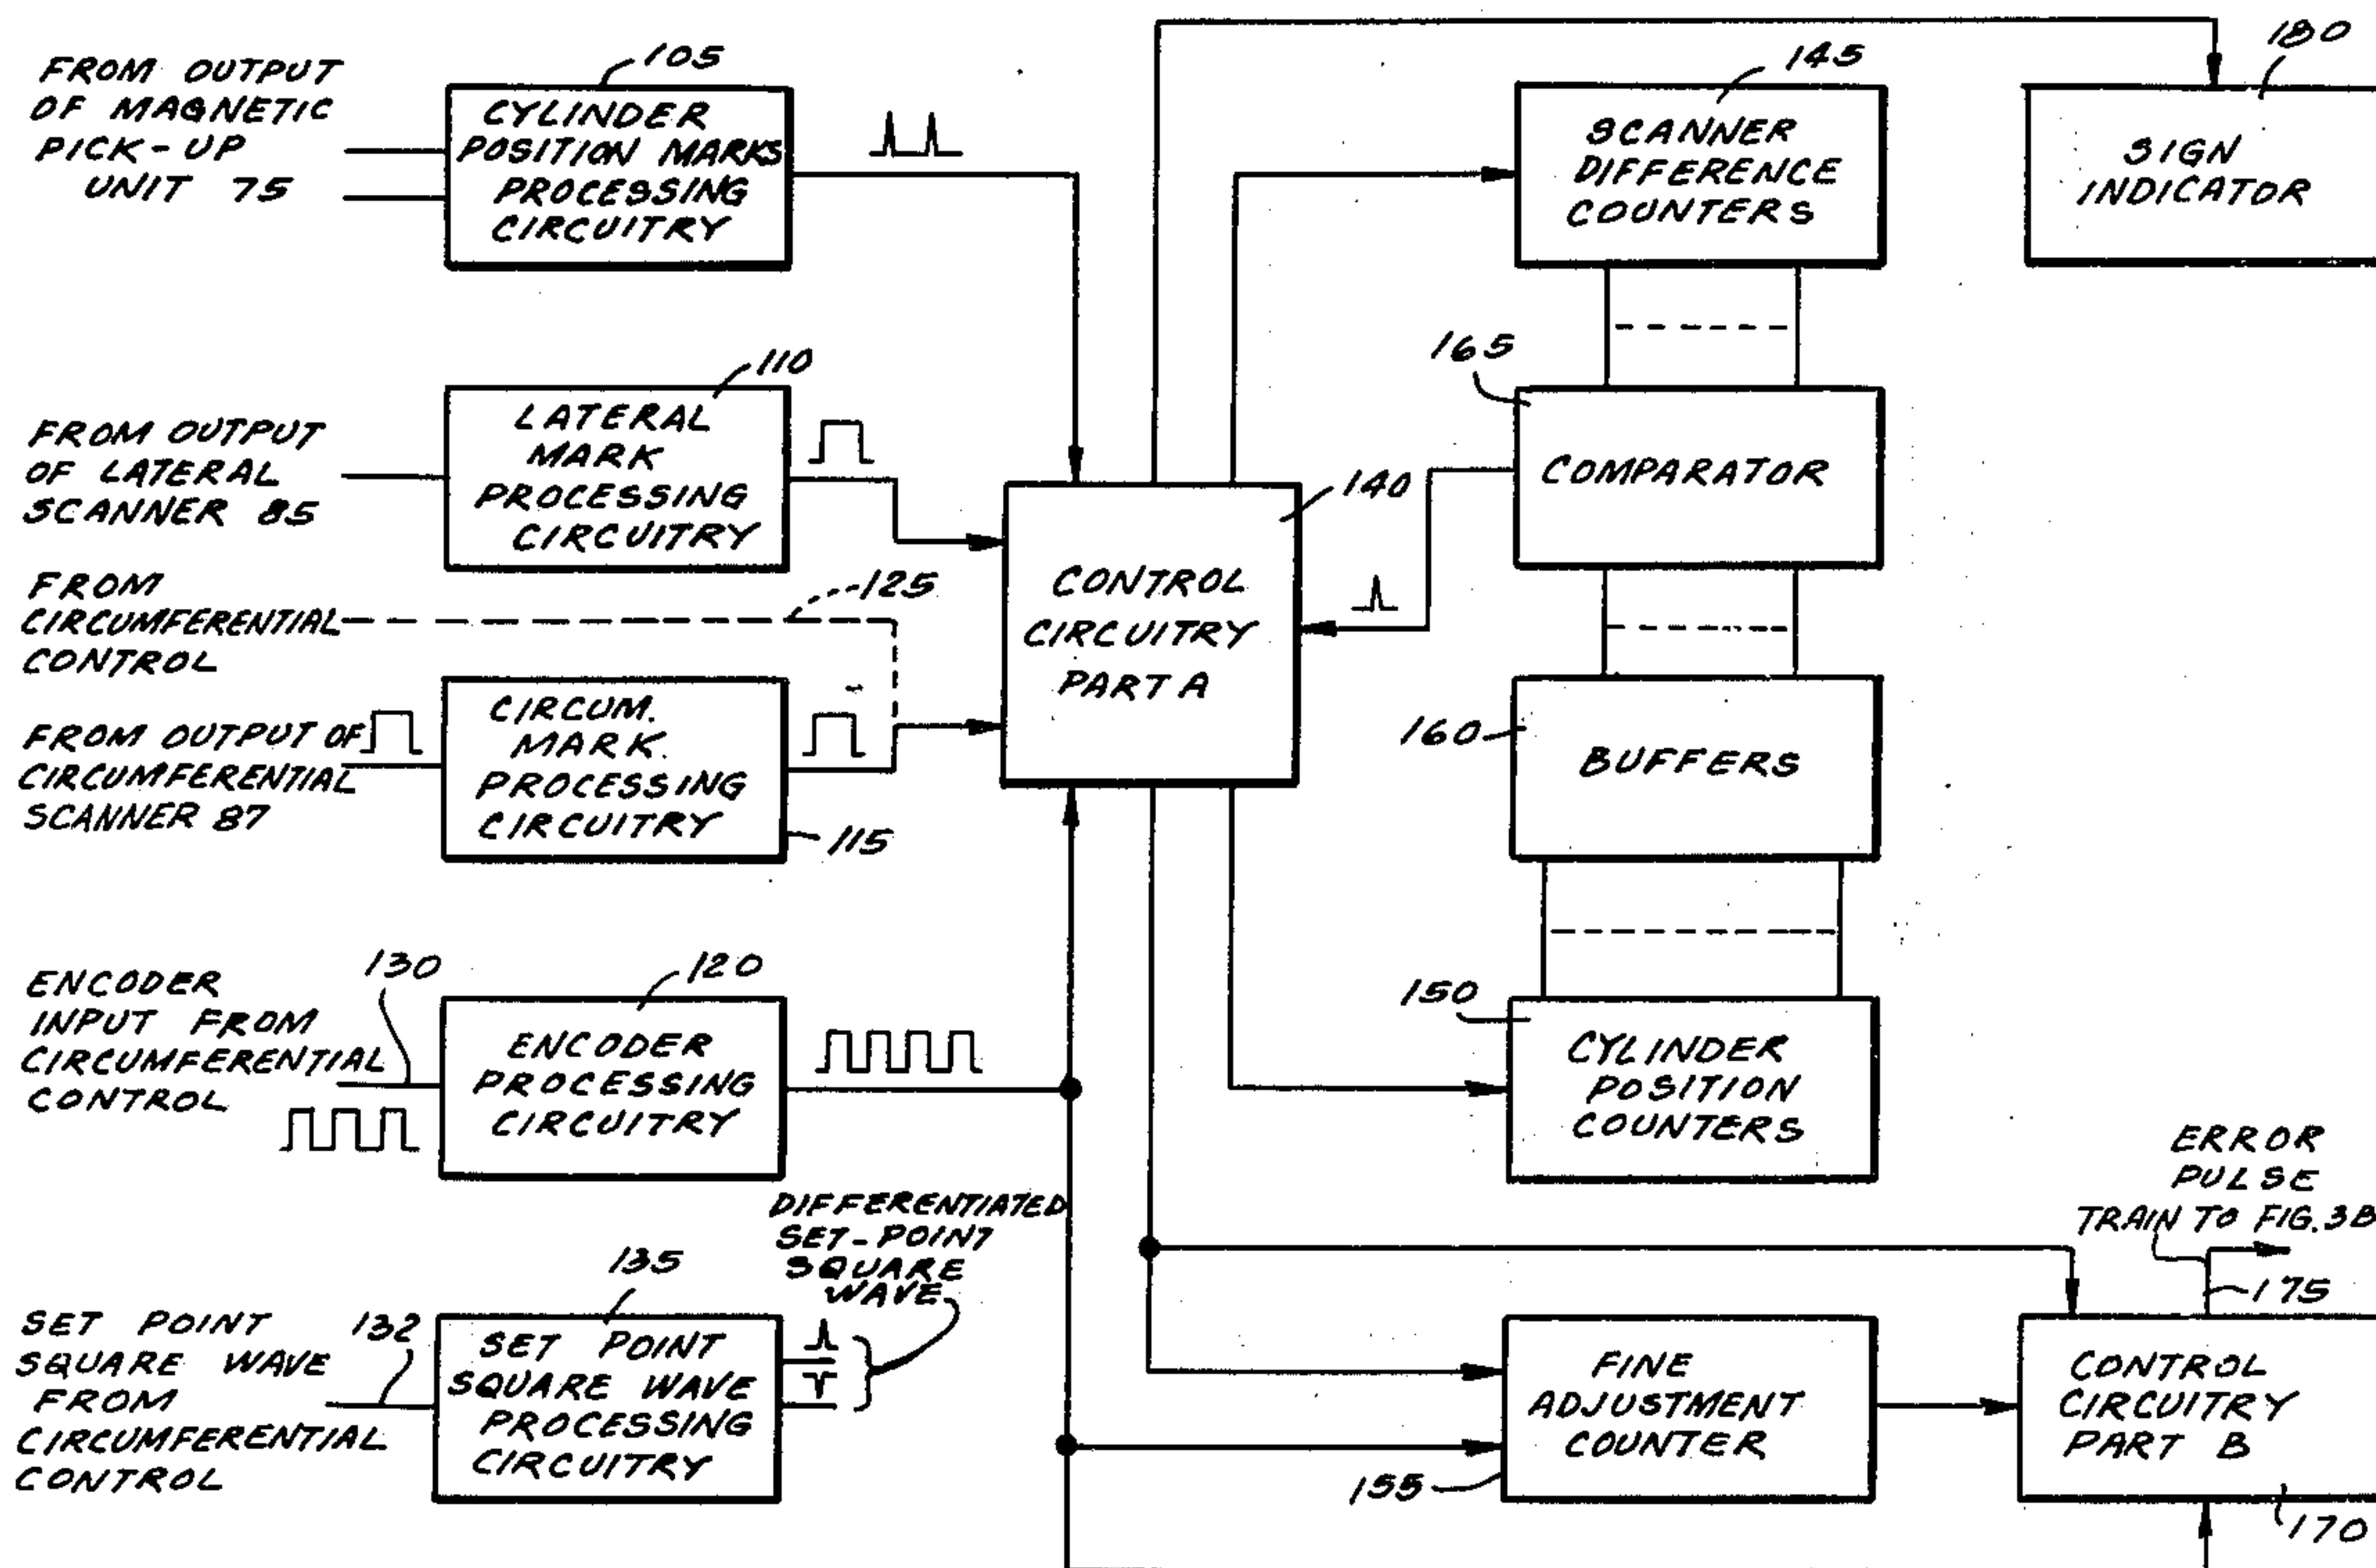 FROM OUTPUT
OF MAGNETIC
PICK-UP
UNIT 75
105
CYLINDER
POSITION MARKS
PROCESSING
CIRCUITRY
145
SCANNER
DIFFERENCE
COUNTERS
180
SIGN
INDICATOR
FROM OUTPUT
OF LATERAL
SCANNER 85
110
LATERAL
MARK
PROCESSING
CIRCUITRY
165
COMPARATOR
140
CONTROL
CIRCUITRY
PART A
FROM
CIRCUMFERENTIAL
CONTROL
125
FROM OUTPUT OF
CIRCUMFERENTIAL
SCANNER 87
CIRCUM.
MARK.
PROCESSING
CIRCUITRY
115
160
BUFFERS
ENCODER
INPUT FROM
CIRCUMFERENTIAL
CONTROL
130
120
ENCODER
PROCESSING
CIRCUITRY
150
CYLINDER
POSITION
COUNTERS
DIFFERENTIATED
SET-POINT
SQUARE
WAVE
ERROR
PULSE
TRAIN TO FIG.3B
175
SET POINT
SQUARE WAVE
FROM
CIRCUMFERENTIAL
CONTROL
132
135
SET POINT
SQUARE WAVE
PROCESSING
CIRCUITRY
FINE
ADJUSTMENT
COUNTER
155
CONTROL
CIRCUITRY
PART B
170